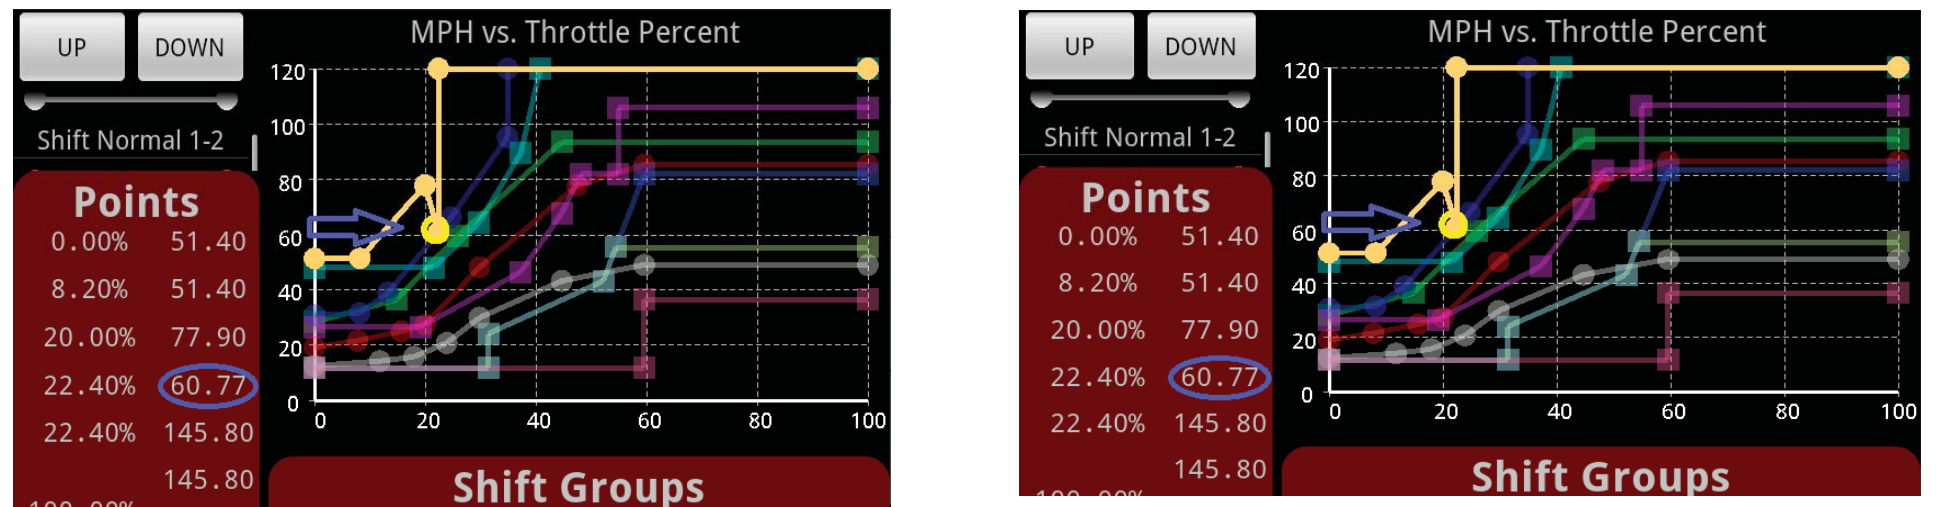 UP DOWN
MPH vs. Throttle Percent
Shift Normal 1-2
Points
0.00% 51.40
8.20% 51.40
20.00% 77.90
22.40% 60.77
22.40% 145.80
145.80
100.00%
120
100
80
60
40
20
0
0 20 40 60 80 100
Shift Groups
UP DOWN
MPH vs. Throttle Percent
Shift Normal 1-2
Points
0.00% 51.40
8.20% 51.40
20.00% 77.90
22.40% 60.77
22.40% 145.80
145.80
100.00%
120
100
80
60
40
20
0
0 20 40 60 80 100
Shift Groups